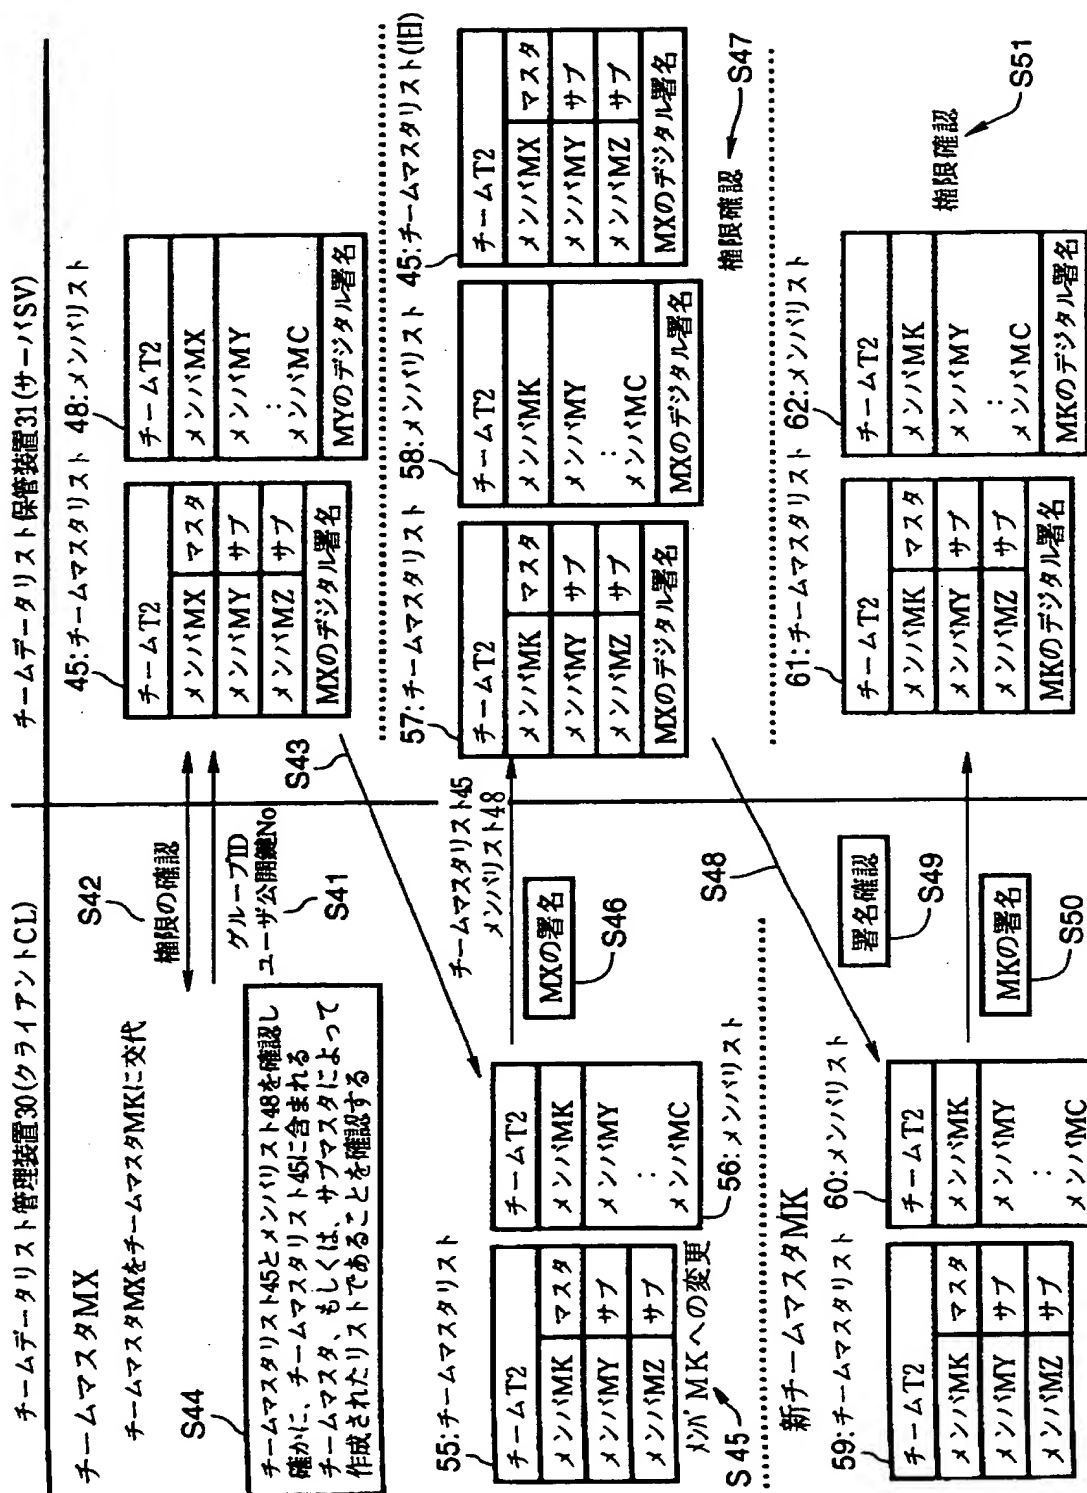 チームデータリスト管理装置30(クライアントCL)
チームデータリスト保管装置31(サーバSV)
チームマスタMX
チームマスタMXをチームマスタMKに交代
S42
権限の確認
グループID
ユーザ公開鍵No
S41
S44
チームマスタリスト45とメンバリスト48を確認し
確かに、チームマスタリスト45に含まれる
チームマスタ、もしくは、サブマスタによって
作成されたリストであることを確認する
S43
45:チームマスタリスト
チームT2
メンバMX マスタ
メンバMY サブ
メンバMZ サブ
MXのデジタル署名
48:メンバリスト
チームT2
メンバMX
メンバMY
:
メンバMC
MYのデジタル署名
55:チームマスタリスト
チームT2
メンバMK マスタ
メンバMY サブ
メンバMZ サブ
メンバMKへの変更
S45
56:メンバリスト
チームT2
メンバMK
メンバMY
:
メンバMC
チームマスタリスト45
メンバリスト48
MXの署名
S46
57:チームマスタリスト
チームT2
メンバMK マスタ
メンバMY サブ
メンバMZ サブ
MXのデジタル署名
58:メンバリスト
チームT2
メンバMK
メンバMY
:
メンバMC
MXのデジタル署名
45:チームマスタリスト(旧)
チームT2
メンバMX マスタ
メンバMY サブ
メンバMZ サブ
MXのデジタル署名
権限確認
S47
新チームマスタMK
S48
59:チームマスタリスト
チームT2
メンバMK マスタ
メンバMY サブ
メンバMZ サブ
60:メンバリスト
チームT2
メンバMK
メンバMY
:
メンバMC
署名確認
S49
MKの署名
S50
61:チームマスタリスト
チームT2
メンバMK マスタ
メンバMY サブ
メンバMZ サブ
MKのデジタル署名
62:メンバリスト
チームT2
メンバMK
メンバMY
:
メンバMC
MKのデジタル署名
権限確認
S51